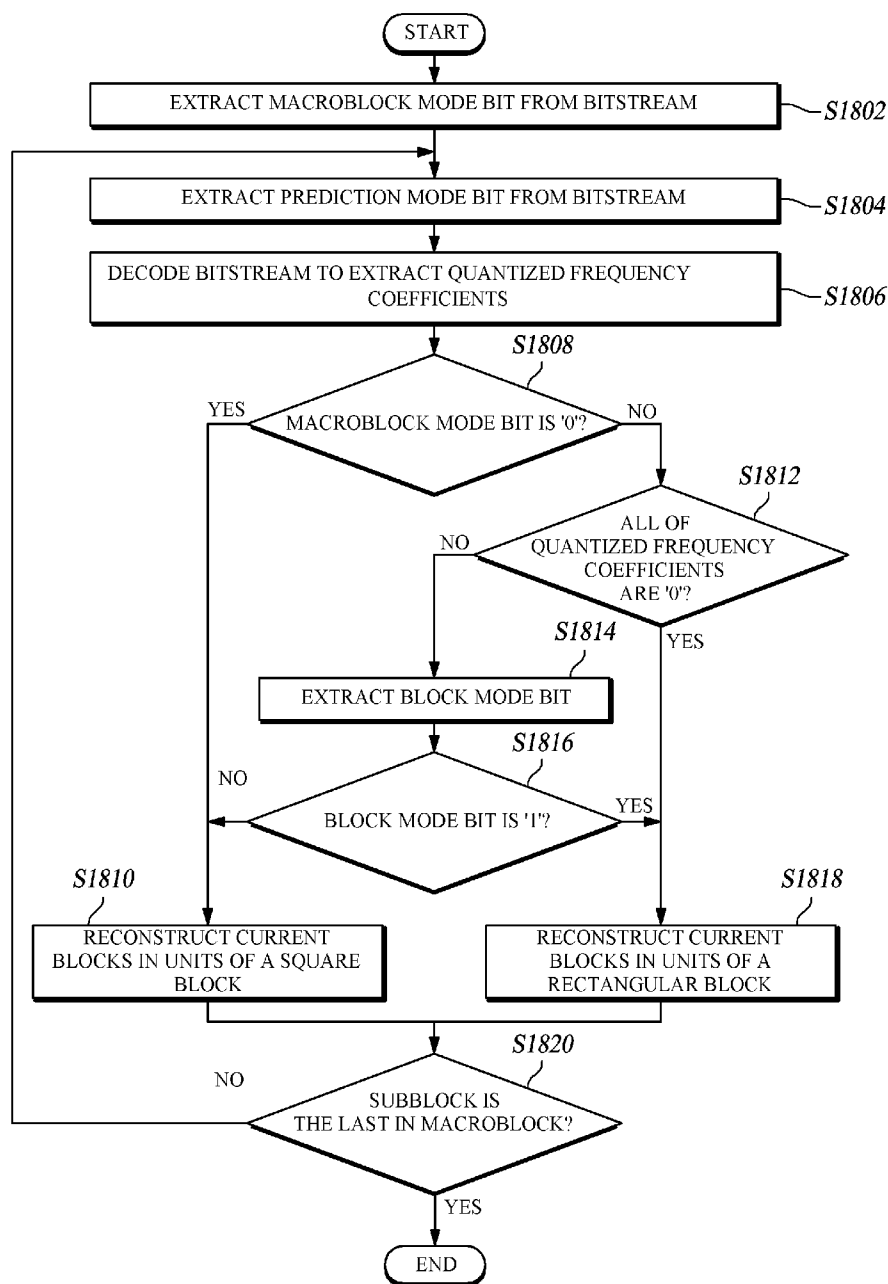 START
EXTRACT MACROBLOCK MODE BIT FROM BITSTREAM
S1802
EXTRACT PREDICTION MODE BIT FROM BITSTREAM
S1804
DECODE BITSTREAM TO EXTRACT QUANTIZED FREQUENCY
COEFFICIENTS
S1806
S1808
YES
MACROBLOCK MODE BIT IS '0'?
NO
S1812
ALL OF
QUANTIZED FREQUENCY
COEFFICIENTS
ARE '0'?
NO
YES
S1814
EXTRACT BLOCK MODE BIT
S1816
NO
BLOCK MODE BIT IS '1'?
YES
S1810
RECONSTRUCT CURRENT
BLOCKS IN UNITS OF A SQUARE
BLOCK
S1818
RECONSTRUCT CURRENT
BLOCKS IN UNITS OF A
RECTANGULAR BLOCK
S1820
NO
SUBBLOCK IS
THE LAST IN MACROBLOCK?
YES
END